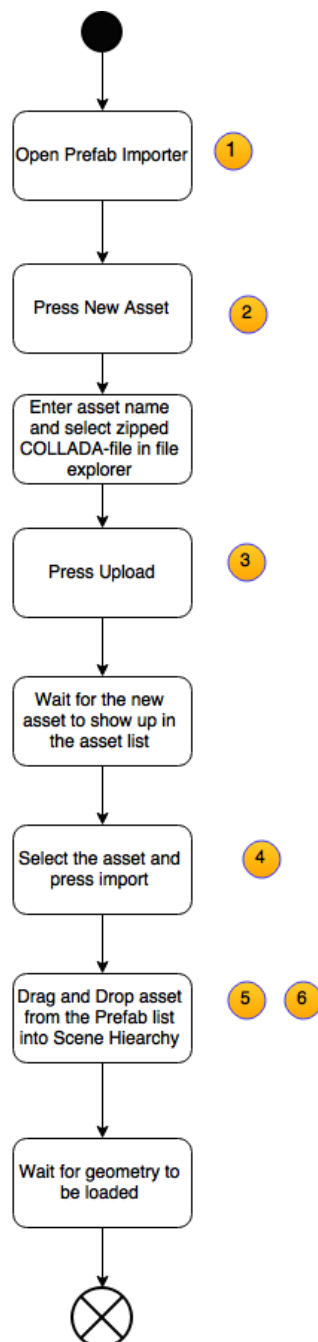 Open Prefab Importer
1
Press New Asset
2
Enter asset name
and select zipped
COLLADA-file in file
explorer
Press Upload
3
Wait for the new
asset to show up in
the asset list
Select the asset and
press import
4
Drag and Drop asset
from the Prefab list
into Scene Hiearchy
5
6
Wait for geometry to
be loaded